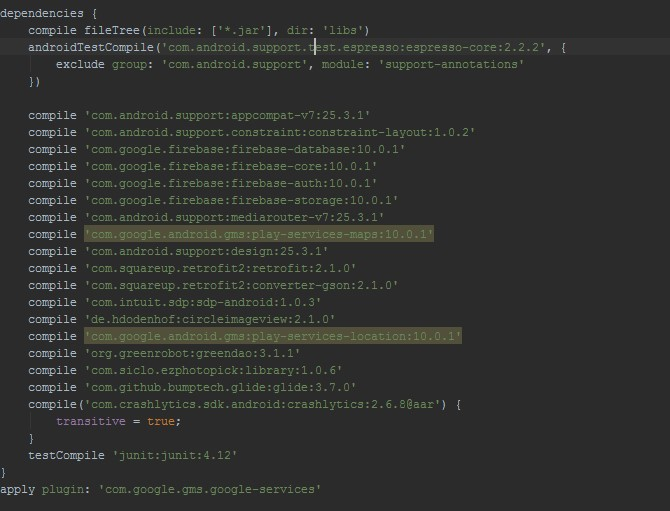 dependencies {
    compile fileTree(include: ['*.jar'], dir: 'libs')
    androidTestCompile('com.android.support.test.espresso:espresso-core:2.2.2', {
        exclude group: 'com.android.support', module: 'support-annotations'
    })
    compile 'com.android.support:appcompat-v7:25.3.1'
    compile 'com.android.support.constraint:constraint-layout:1.0.2'
    compile 'com.google.firebase:firebase-database:10.0.1'
    compile 'com.google.firebase:firebase-core:10.0.1'
    compile 'com.google.firebase:firebase-auth:10.0.1'
    compile 'com.google.firebase:firebase-storage:10.0.1'
    compile 'com.android.support:mediarouter-v7:25.3.1'
    compile 'com.google.android.gms:play-services-maps:10.0.1'
    compile 'com.android.support:design:25.3.1'
    compile 'com.squareup.retrofit2:retrofit:2.1.0'
    compile 'com.squareup.retrofit2:converter-gson:2.1.0'
    compile 'com.intuit.sdp:sdp-android:1.0.3'
    compile 'de.hdodenhof:circleimageview:2.1.0'
    compile 'com.google.android.gms:play-services-location:10.0.1'
    compile 'org.greenrobot:greendao:3.1.1'
    compile 'com.siclo.ezphotopick:library:1.0.6'
    compile 'com.github.bumptech.glide:glide:3.7.0'
    compile('com.crashlytics.sdk.android:crashlytics:2.6.8@aar') {
        transitive = true;
    }
    testCompile 'junit:junit:4.12'
}
apply plugin: 'com.google.gms.google-services'